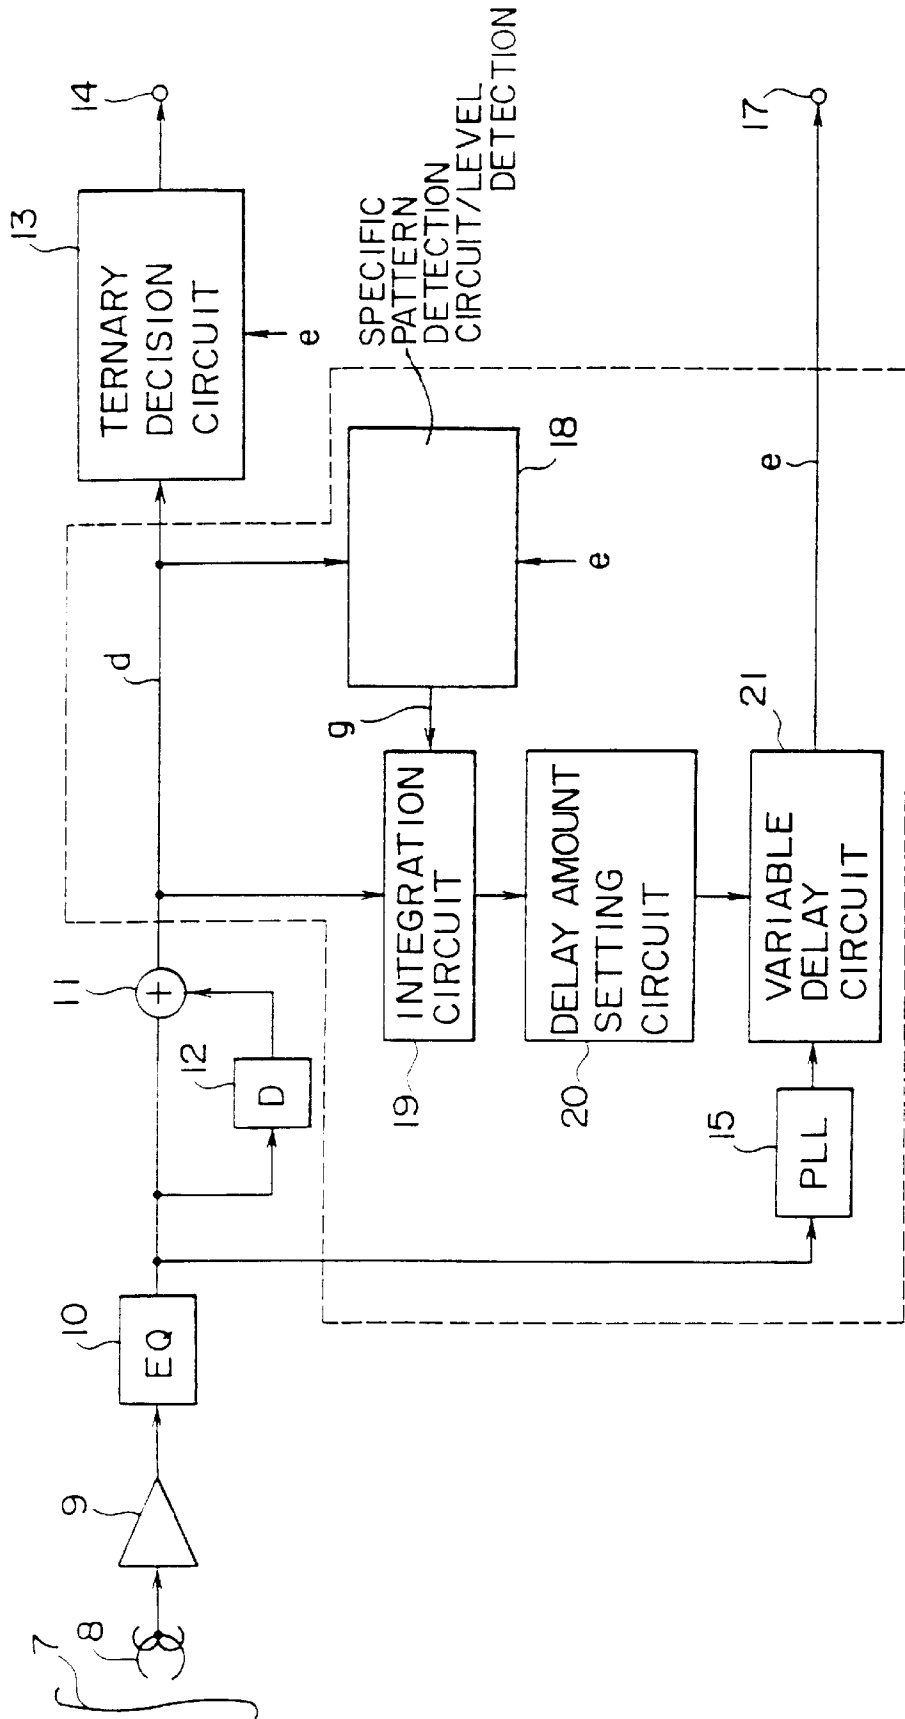 7
8
9
10
EQ
11
+
12
D
d
13
TERNARY
DECISION
CIRCUIT
e
14
SPECIFIC
PATTERN
DETECTION
CIRCUIT/LEVEL
DETECTION
18
e
g
INTEGRATION
CIRCUIT
19
DELAY AMOUNT
SETTING
CIRCUIT
20
15
PLL
VARIABLE
DELAY
CIRCUIT
21
e
17